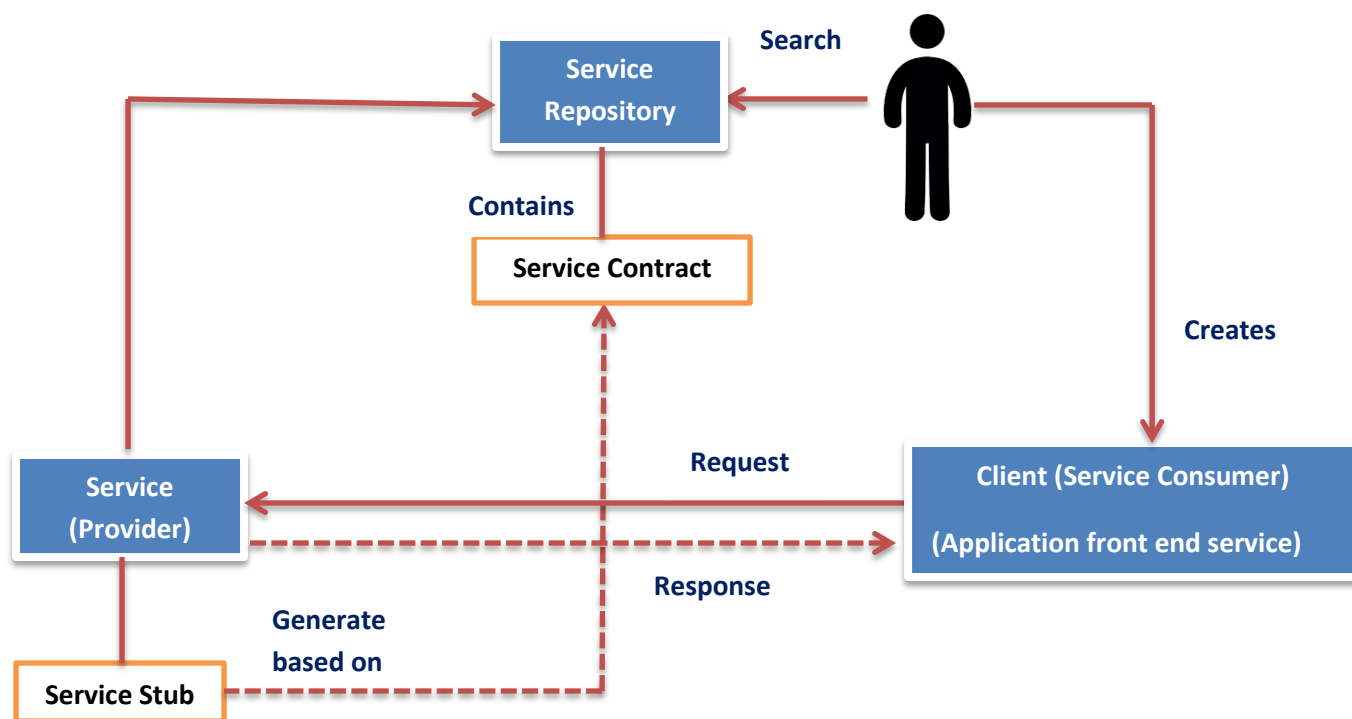 Search
Service
Repository
Contains
Service Contract
Creates
Request
Service
(Provider)
Client (Service Consumer)
(Application front end service)
Response
Generate
based on
Service Stub